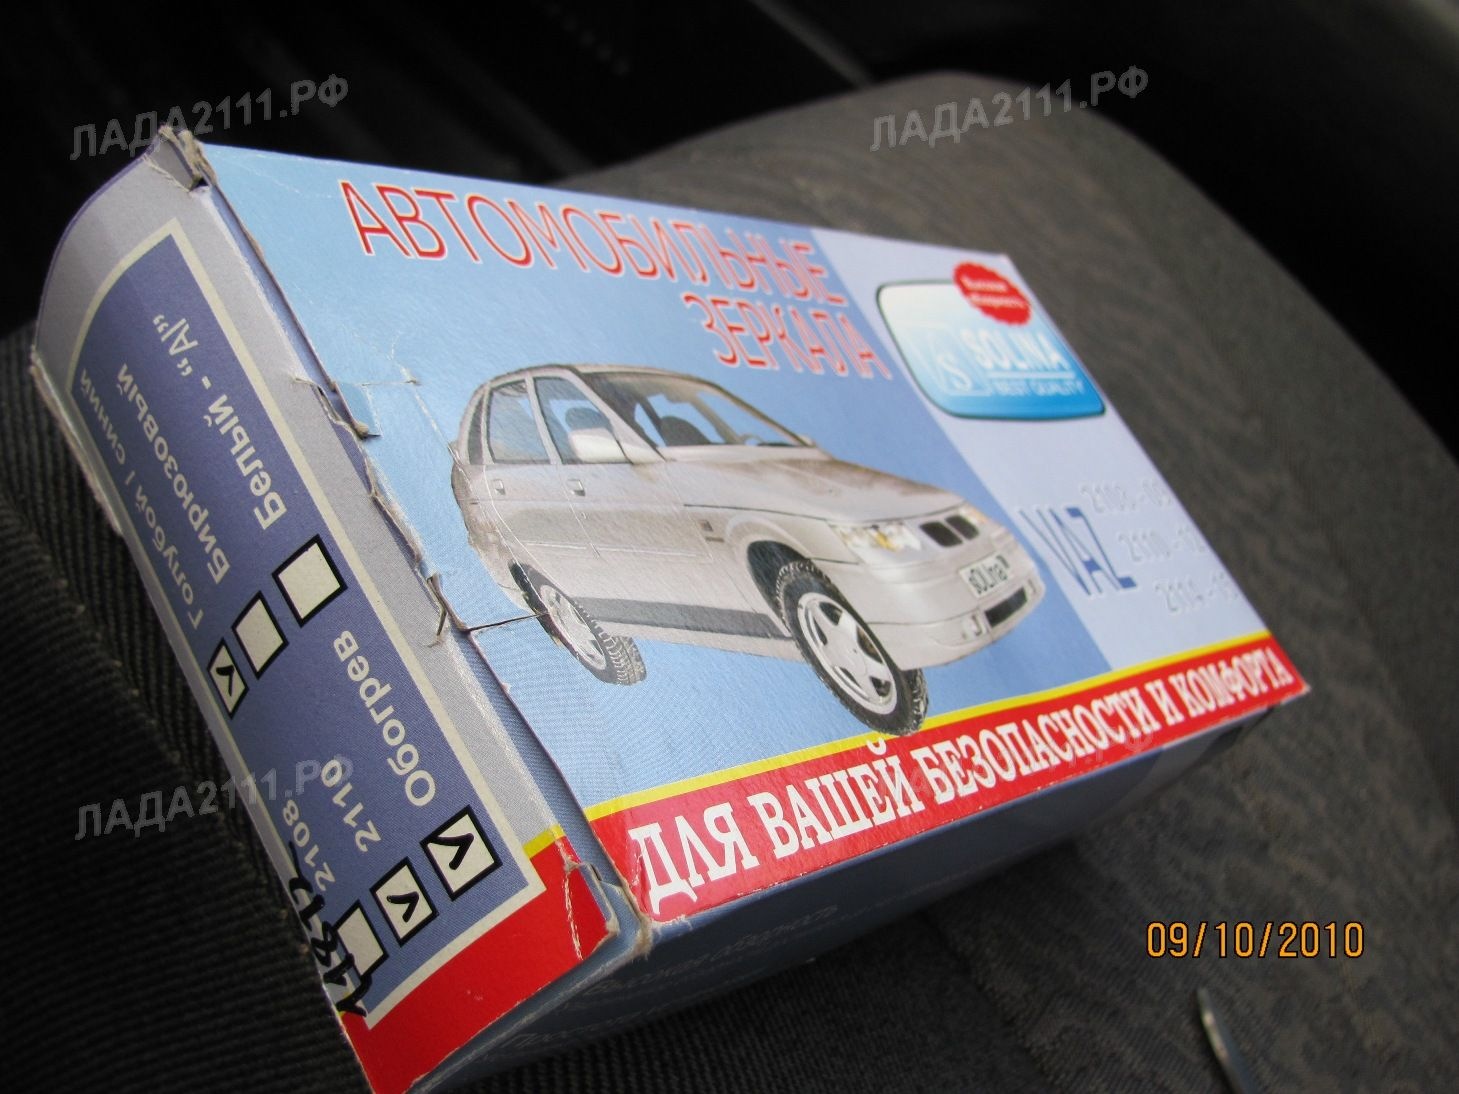 ЛАДА2111.РФ
ЛАДА2111.РФ
АВТОМОБИЛЬНЫЕ
ЗЕРКАЛА
SOLINA
BEST QUALITY
VAZ
sOLina
ДЛЯ ВАШЕЙ БЕЗОПАСНОСТИ И КОМФОРТА
Белый - "А"
Бирюзовый
Голубой / синий
Обогрев
2110
2108
ЛАДА2111.РФ
09/10/2010